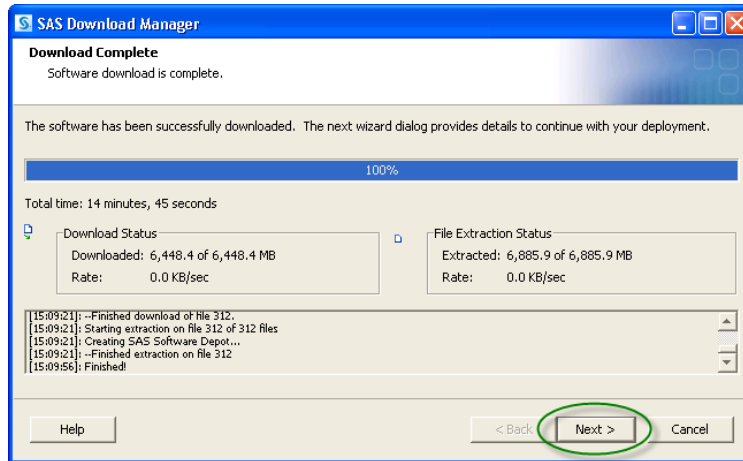 SAS Download Manager
Download Complete
Software download is complete.
The software has been successfully downloaded. The next wizard dialog provides details to continue with your deployment.
100%
Total time: 14 minutes, 45 seconds
Download Status
Downloaded: 6,448.4 of 6,448.4 MB
Rate: 0.0 KB/sec
File Extraction Status
Extracted: 6,885.9 of 6,885.9 MB
Rate: 0.0 KB/sec
[15:09:21]: --Finished download of file 312.
[15:09:21]: Starting extraction on file 312 of 312 files
[15:09:21]: Creating SAS Software Depot...
[15:09:21]: --Finished extraction on file 312
[15:09:56]: Finished!
Help
< Back
Next >
Cancel